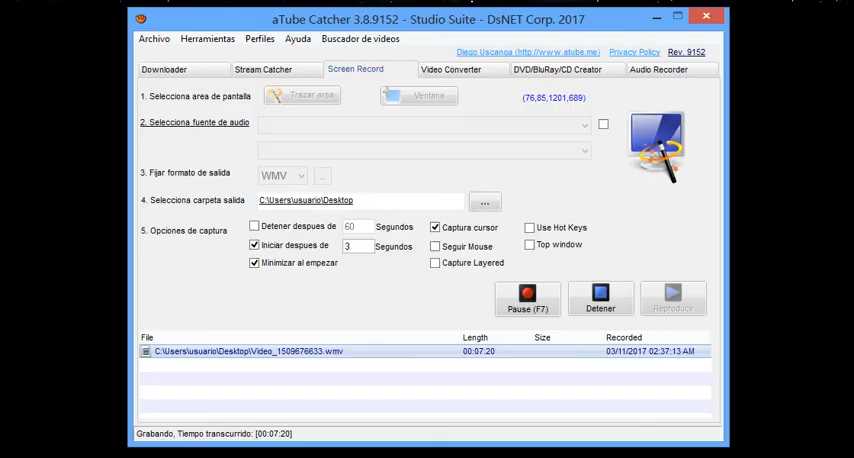 aTube Catcher 3.8.9152 - Studio Suite - DsNET Corp. 2017
Archivo Herramientas Perfiles Ayuda Buscador de videos
Diego Uscanga (http://www.atube.me) Privacy Policy Rev. 9152
Downloader Stream Catcher Screen Record Video Converter DVD/BluRay/CD Creator Audio Recorder
1. Selecciona area de pantalla Trazar area Ventana (76,85,1201,689)
2. Selecciona fuente de audio
3. Fijar formato de salida WMV ...
4. Selecciona carpeta salida C:\Users\usuario\Desktop ...
5. Opciones de captura Detener despues de 60 Segundos Captura cursor Use Hot Keys
Iniciar despues de 3 Segundos Seguir Mouse Top window
Minimizar al empezar Capture Layered
Pause (F7) Detener Reproducir
File Length Size Recorded
C:\Users\usuario\Desktop\Video_1509676633.wmv 00:07:20 03/11/2017 02:37:13 AM
Grabando, Tiempo transcurrido: [00:07:20]